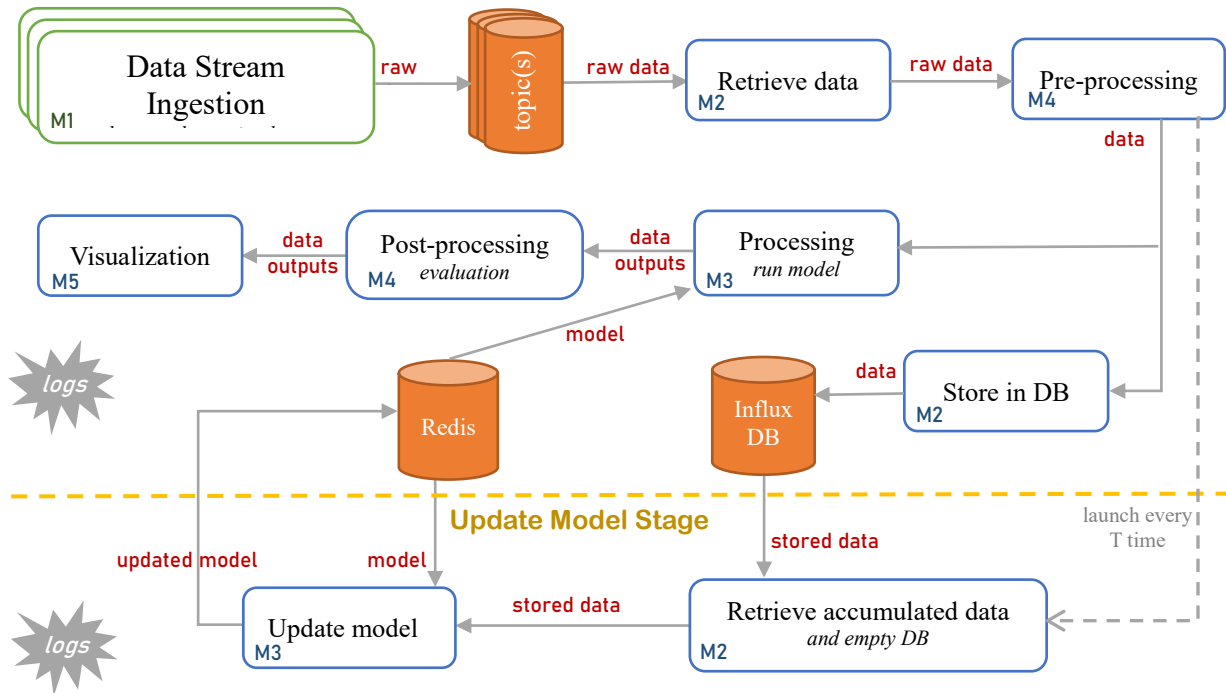 Data Stream
Ingestion
M1
raw
topic(s)
raw data
Retrieve data
M2
raw data
Pre-processing
M4
data
Visualization
M5
data
outputs
Post-processing
evaluation
M4
data
outputs
Processing
run model
M3
model
logs
Redis
Influx
DB
data
Store in DB
M2
Update Model Stage
launch every
T time
updated model
model
stored data
logs
Update model
M3
stored data
Retrieve accumulated data
and empty DB
M2